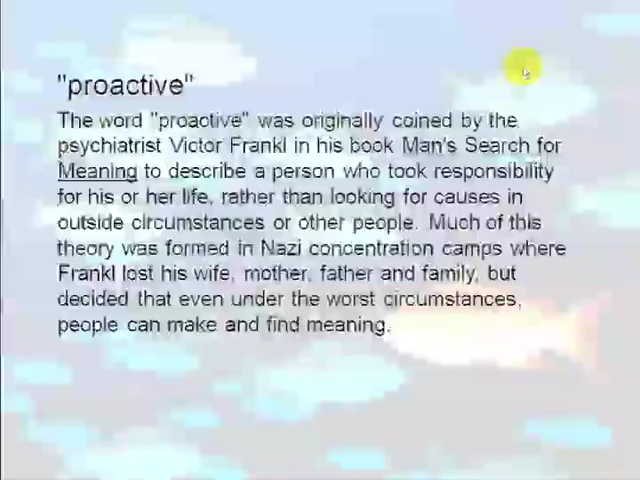 "proactive"
The word "proactive" was originally coined by the
psychiatrist Victor Frankl in his book Man's Search for
Meaning to describe a person who took responsibility
for his or her life, rather than looking for causes in
outside circumstances or other people. Much of this
theory was formed in Nazi concentration camps where
Frankl lost his wife, mother, father and family, but
decided that even under the worst circumstances,
people can make and find meaning.